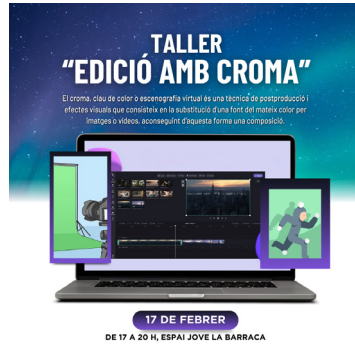 TALLER
“EDICIÓ AMB CROMA”
El croma, clau de color o escenografia virtual és una tècnica de postproducció i
efectes visuals que consisteix en la substitució d'una font del mateix color per
imatges o vídeos, aconseguint d'aquesta forma una composició.
17 DE FEBRER
DE 17 A 20 H, ESPAI JOVE LA BARRACA